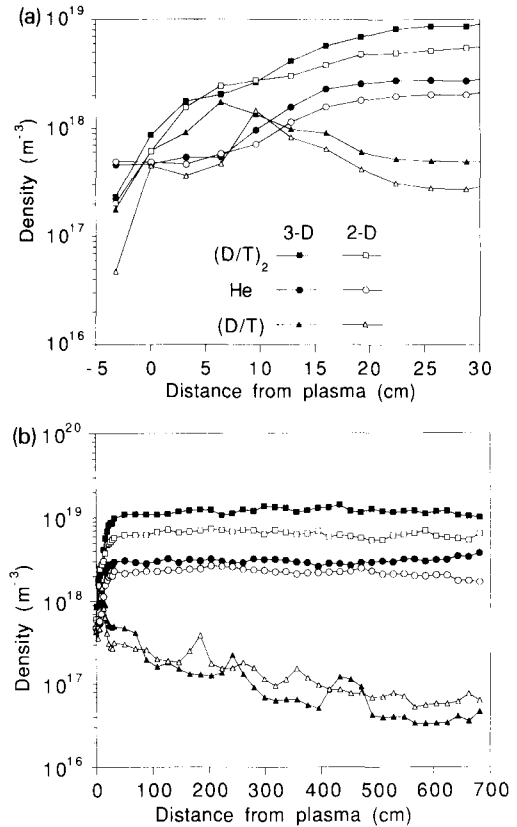 (a)
10^19
10^18
10^17
10^16
Density (m^-3)
3-D 2-D
(D/T)_2
He
(D/T)
-5 0 5 10 15 20 25 30
Distance from plasma (cm)
(b)
10^20
10^19
10^18
10^17
10^16
Density (m^-3)
0 100 200 300 400 500 600 700
Distance from plasma (cm)